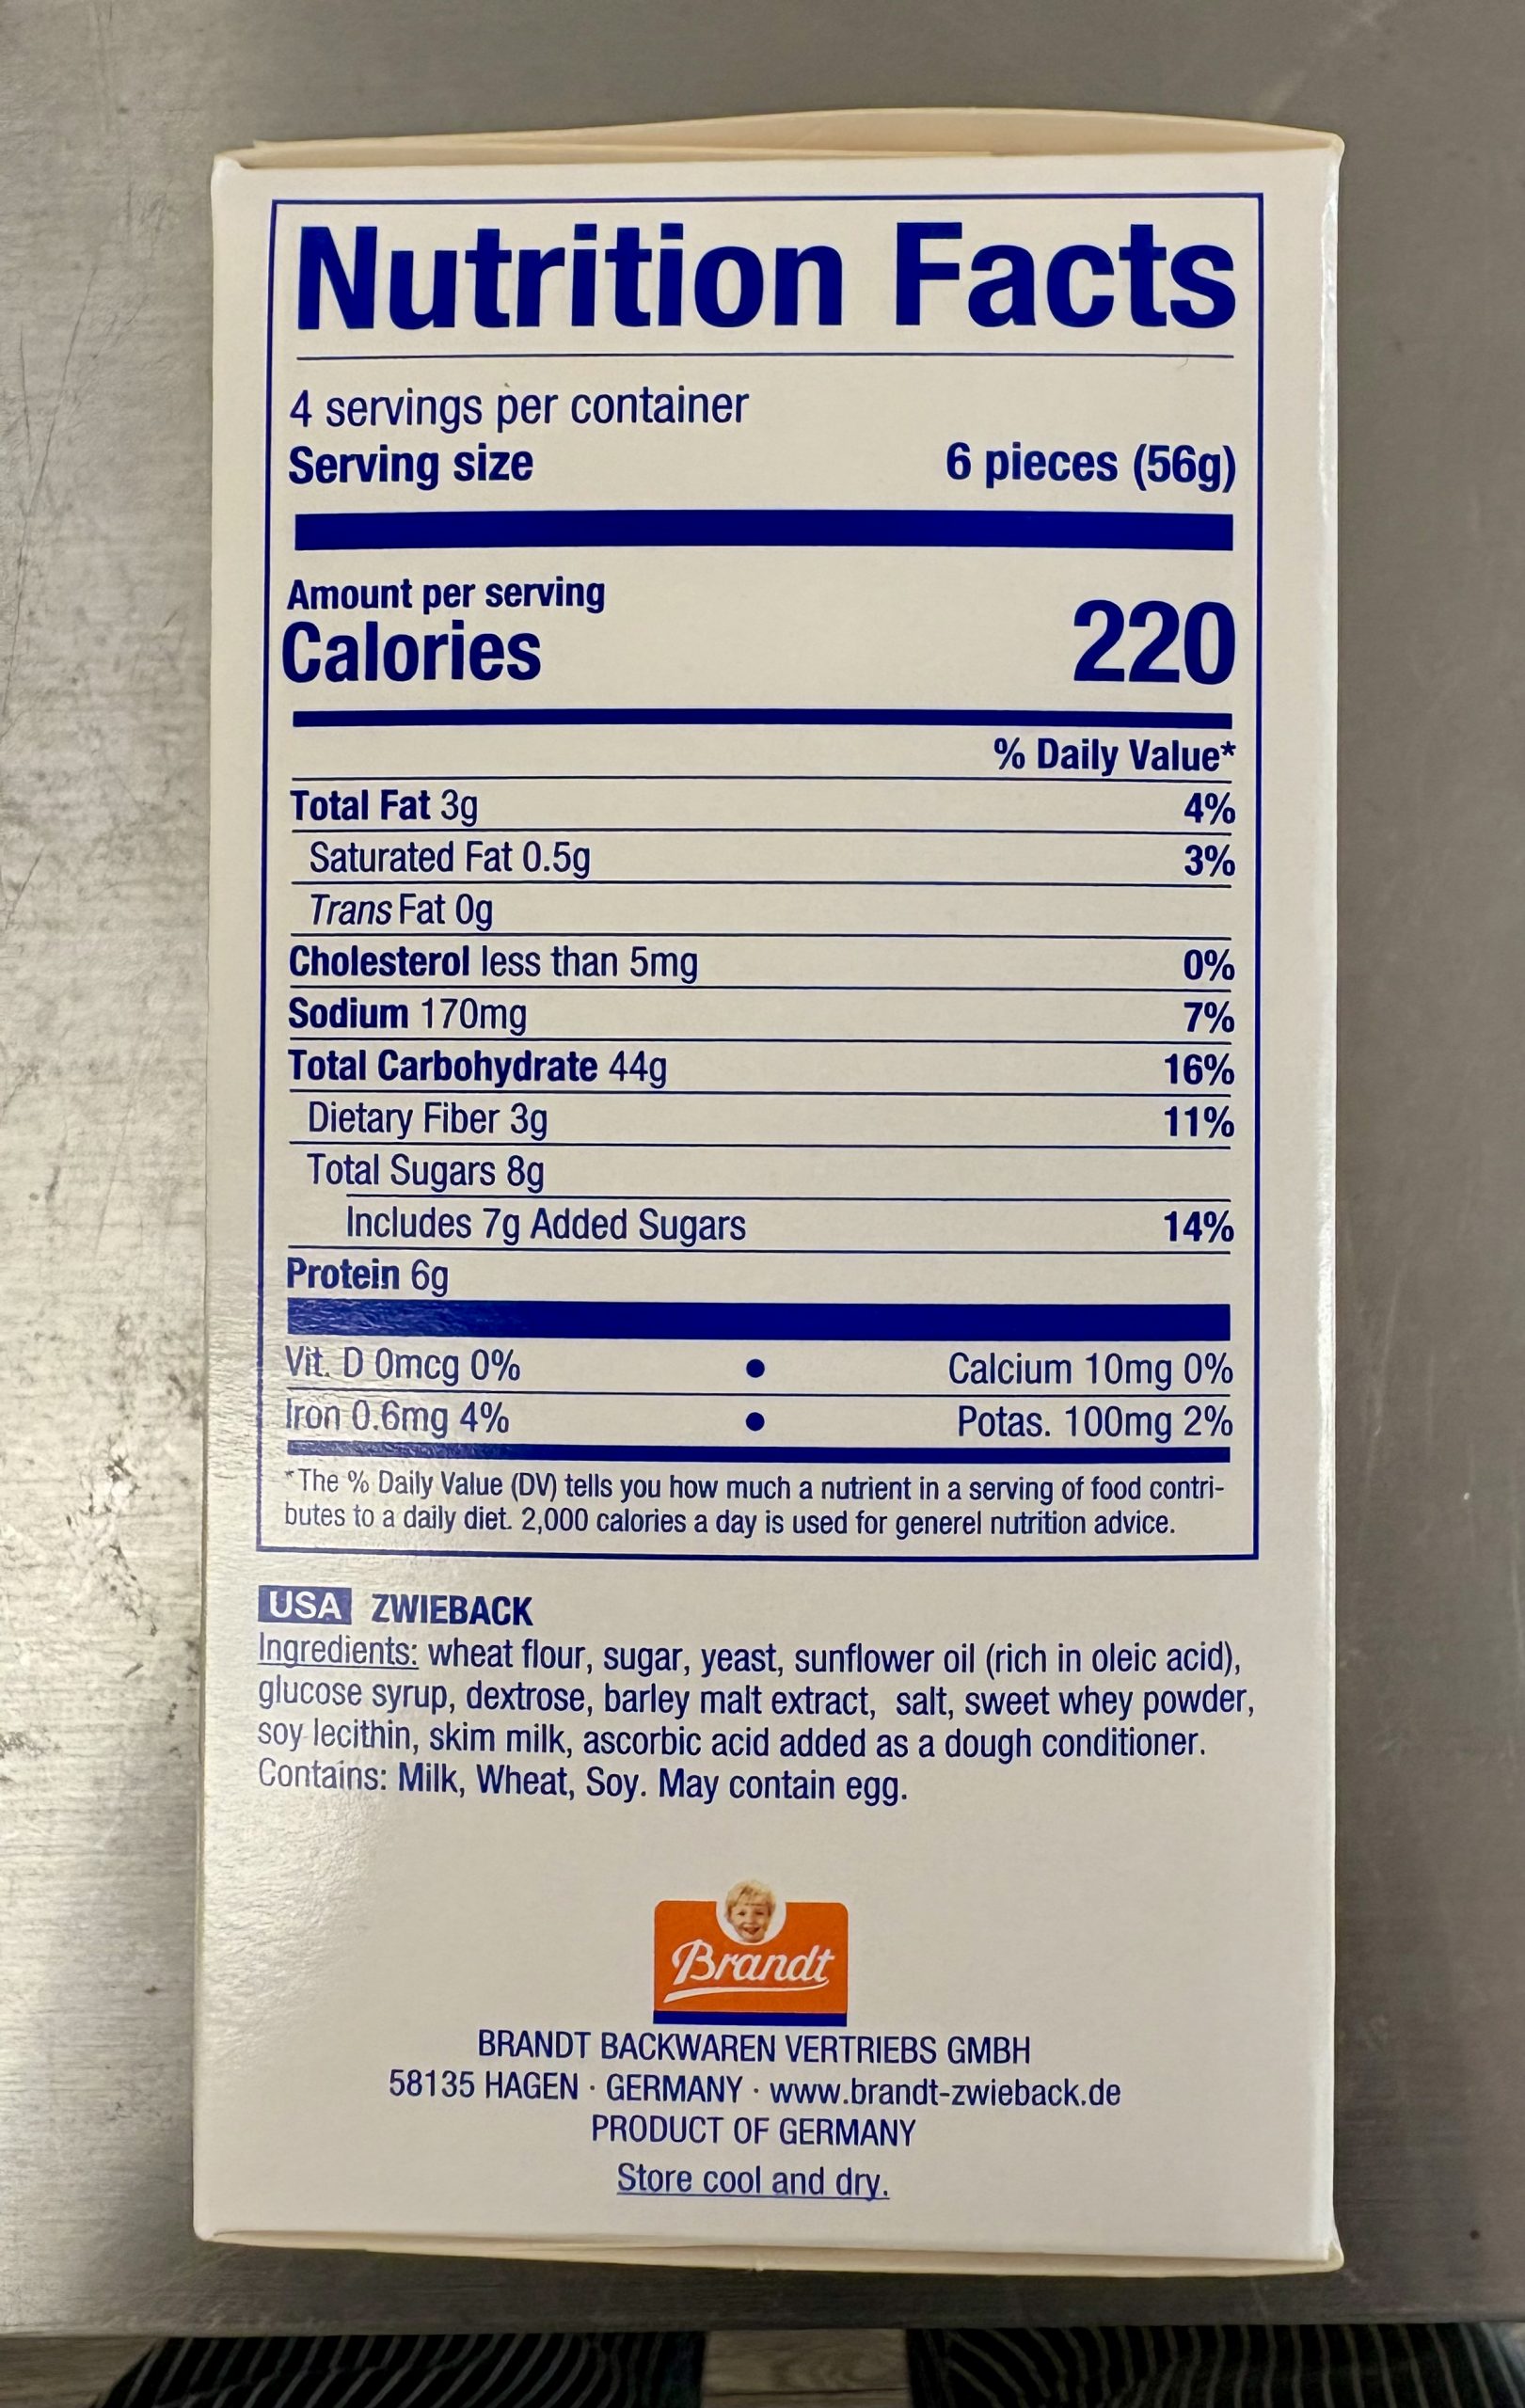 Nutrition Facts
4 servings per container
Serving size 6 pieces (56g)
Amount per serving
Calories 220
% Daily Value*
Total Fat 3g 4%
Saturated Fat 0.5g 3%
Trans Fat 0g
Cholesterol less than 5mg 0%
Sodium 170mg 7%
Total Carbohydrate 44g 16%
Dietary Fiber 3g 11%
Total Sugars 8g
Includes 7g Added Sugars 14%
Protein 6g
Vit. D 0mcg 0% • Calcium 10mg 0%
Iron 0.6mg 4% • Potas. 100mg 2%
*The % Daily Value (DV) tells you how much a nutrient in a serving of food contri-
butes to a daily diet. 2,000 calories a day is used for generel nutrition advice.
USA ZWIEBACK
Ingredients: wheat flour, sugar, yeast, sunflower oil (rich in oleic acid),
glucose syrup, dextrose, barley malt extract, salt, sweet whey powder,
soy lecithin, skim milk, ascorbic acid added as a dough conditioner.
Contains: Milk, Wheat, Soy. May contain egg.
Brandt
BRANDT BACKWAREN VERTRIEBS GMBH
58135 HAGEN · GERMANY · www.brandt-zwieback.de
PRODUCT OF GERMANY
Store cool and dry.